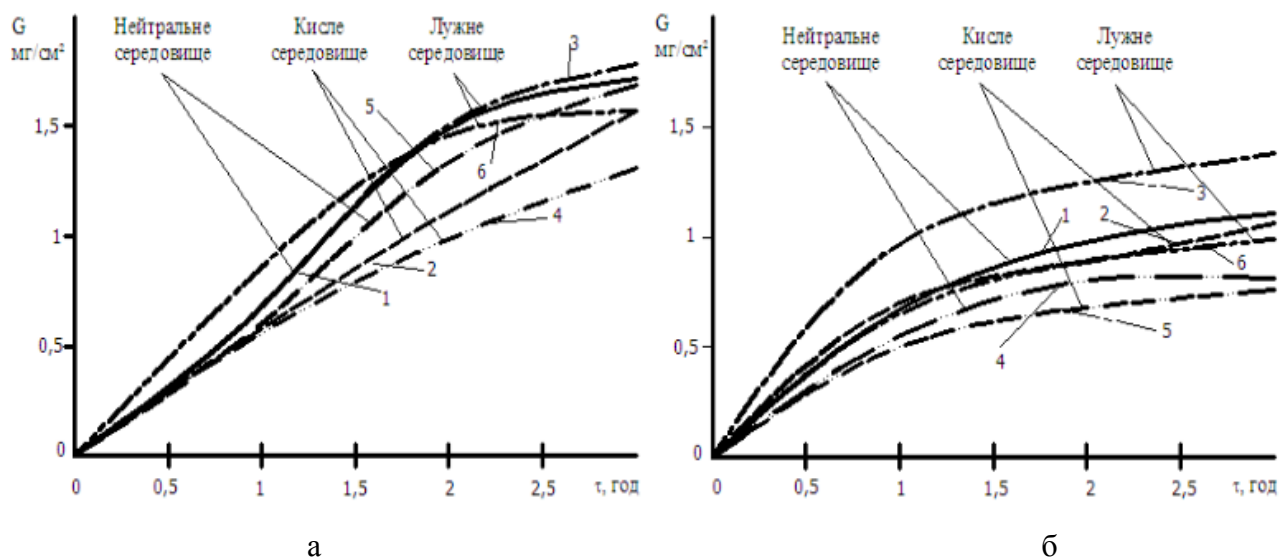 G
мг/см²
Нейтральне
середовище
Кисле
середовище
Лужне
середовище
3
5
6
4
2
1
1,5
1
0,5
0
0
0,5
1
1,5
2
2,5
τ, год
а
G
мг/см²
Нейтральне
середовище
Кисле
середовище
Лужне
середовище
3
1
2
6
4
5
1,5
1
0,5
0
0
0,5
1
1,5
2
2,5
τ, год
б